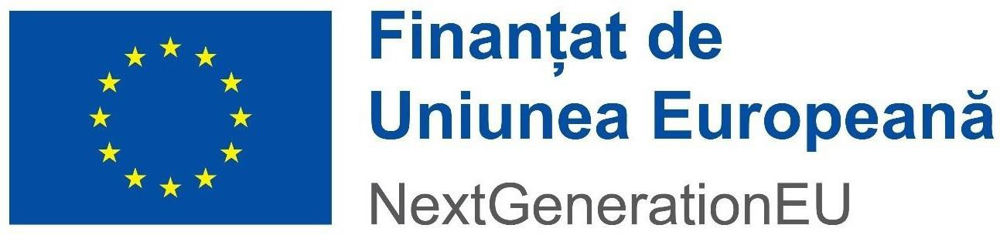 Finanțat de
Uniunea Europeană
NextGenerationEU